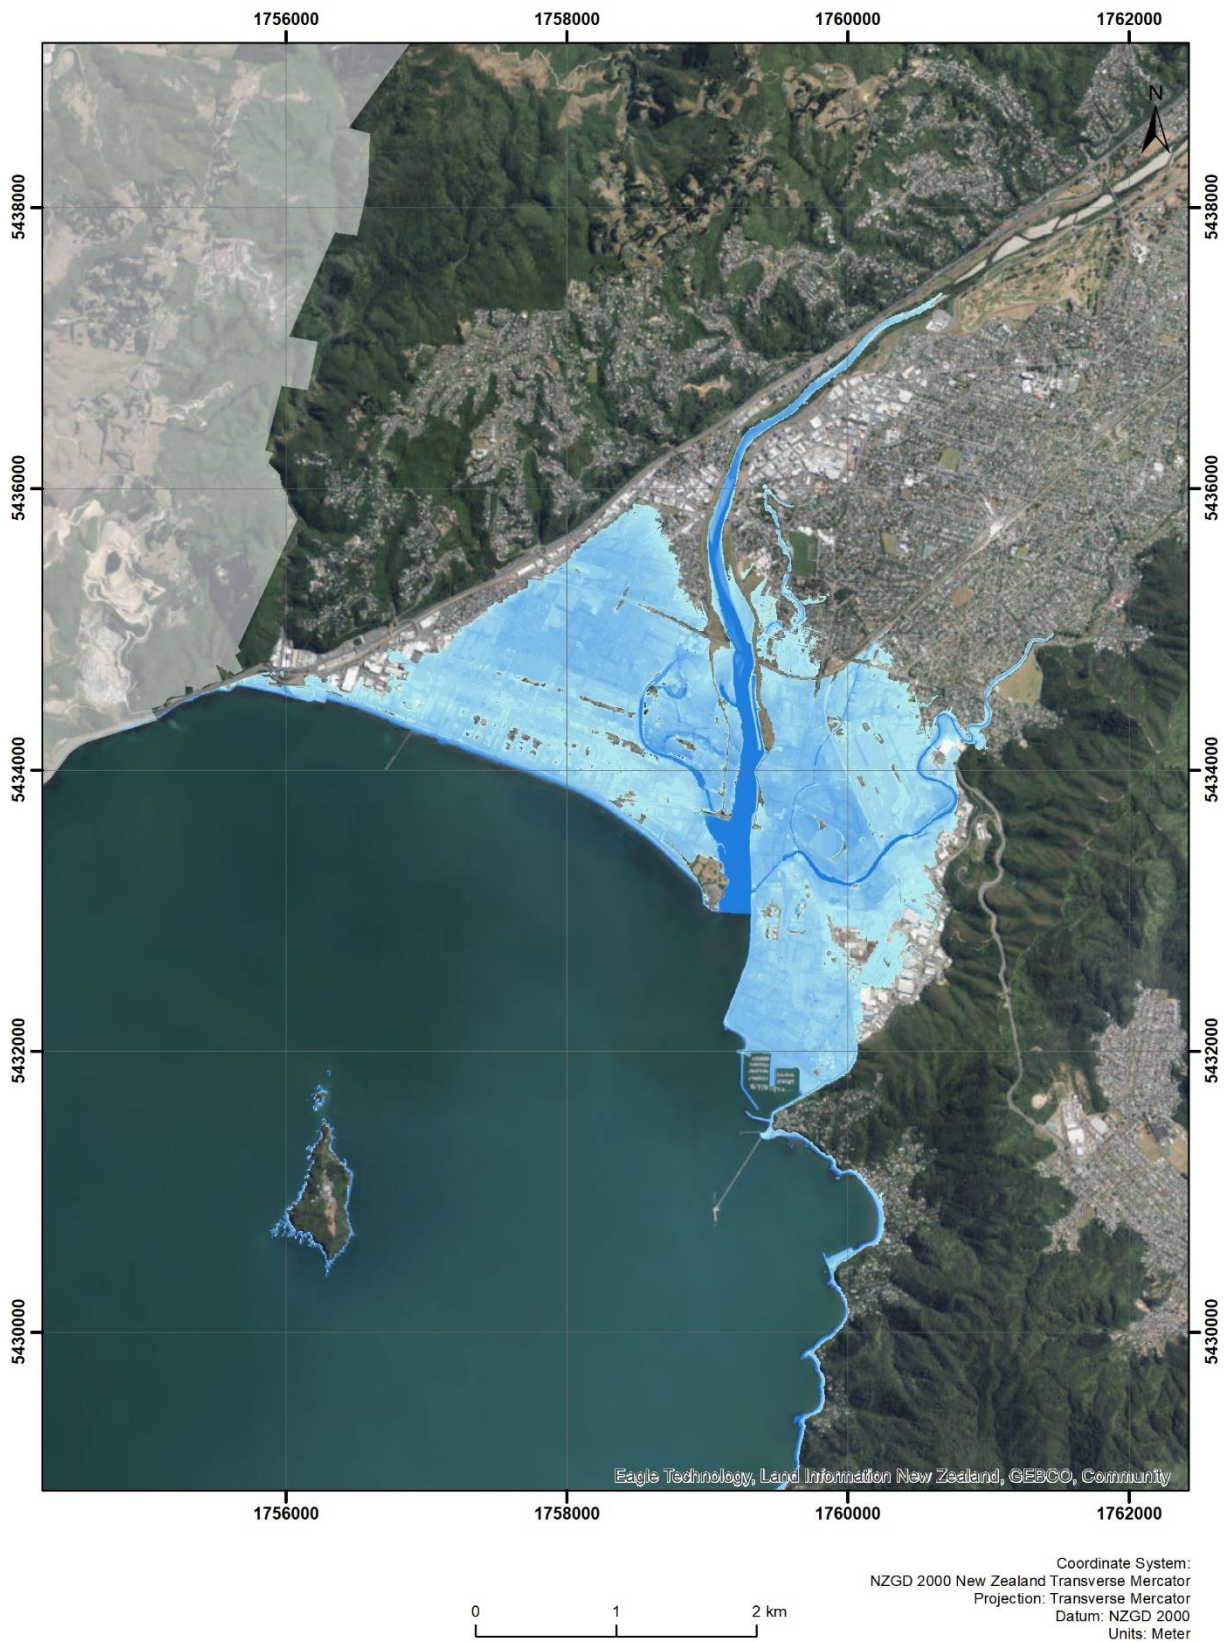 1756000 1758000 1760000 1762000
N
5438000 5438000
5436000 5436000
5434000 5434000
5432000 5432000
5430000 5430000
Eagle Technology, Land Information New Zealand, GEBCO, Community
1756000 1758000 1760000 1762000
Coordinate System:
NZGD 2000 New Zealand Transverse Mercator
Projection: Transverse Mercator
Datum: NZGD 2000
Units: Meter
0 1 2 km